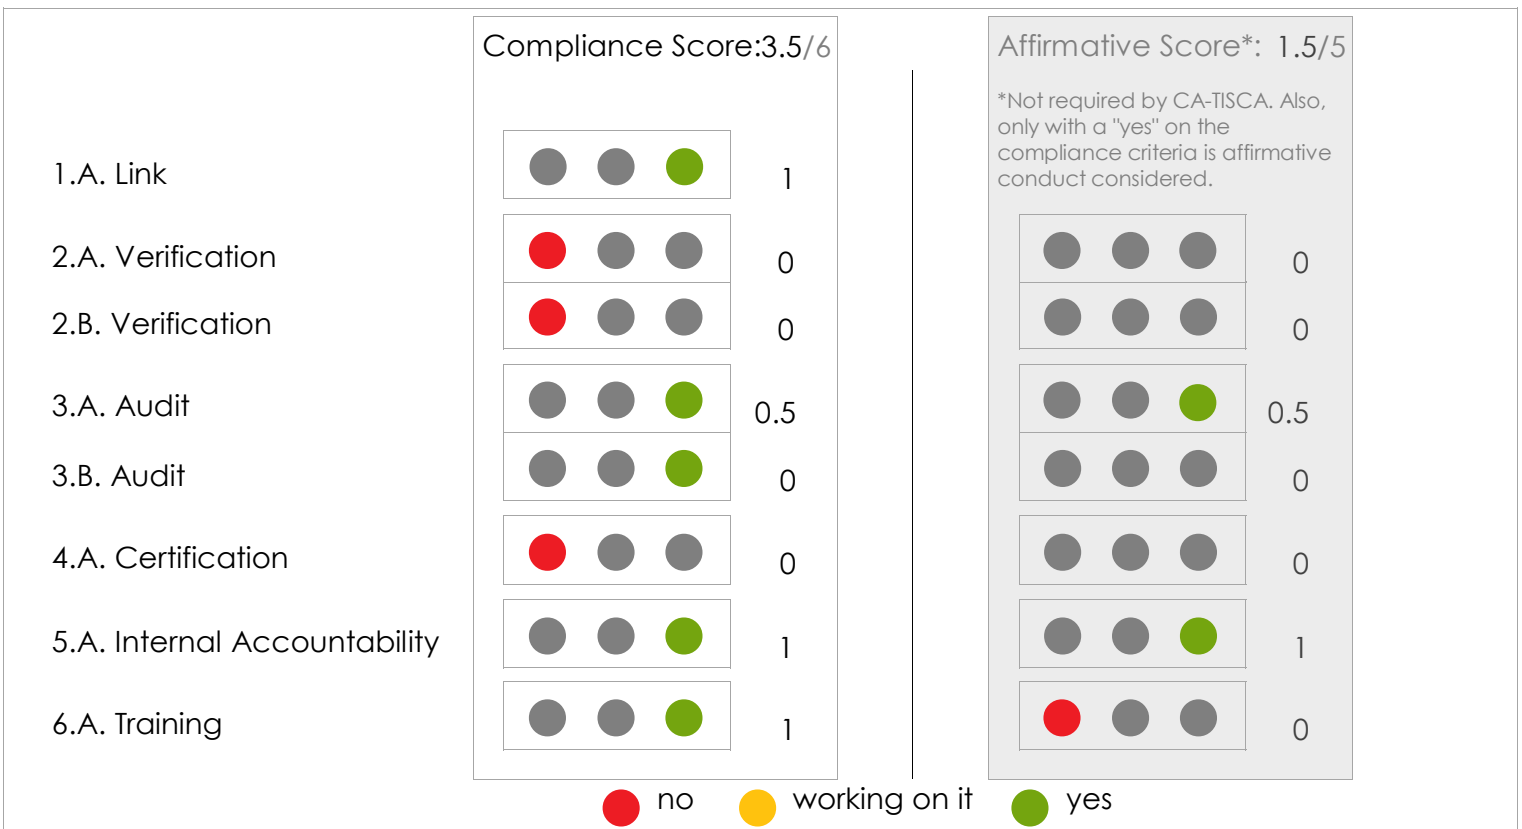 Compliance Score:3.5/6
Affirmative Score*: 1.5/5
*Not required by CA-TISCA. Also,
only with a "yes" on the
compliance criteria is affirmative
conduct considered.
1.A. Link 1
2.A. Verification 0 0
2.B. Verification 0 0
3.A. Audit 0.5 0.5
3.B. Audit 0 0
4.A. Certification 0 0
5.A. Internal Accountability 1 1
6.A. Training 1 0
no working on it yes